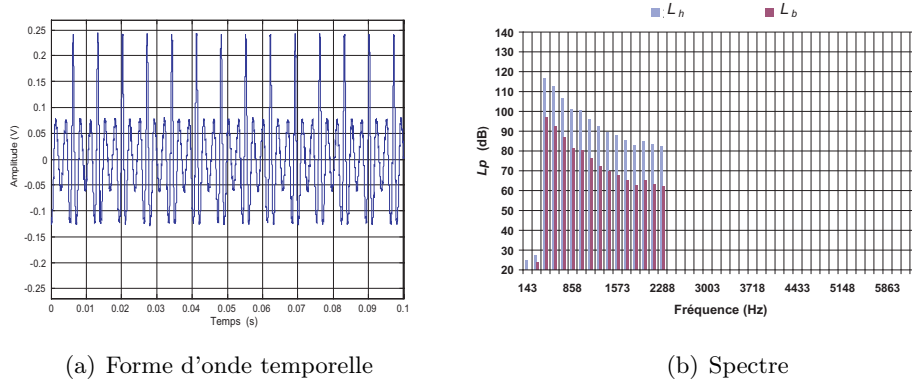 L_h L_b
0.25
0.2
0.15
0.1
0.05
0
-0.05
-0.1
-0.15
-0.2
-0.25
Amplitude (V)
0 0.01 0.02 0.03 0.04 0.05 0.06 0.07 0.08 0.09 0.1
Temps (s)
140
130
120
110
100
90
80
70
60
50
40
30
20
Lp (dB)
143 858 1573 2288 3003 3718 4433 5148 5863
Fréquence (Hz)
(a) Forme d'onde temporelle
(b) Spectre